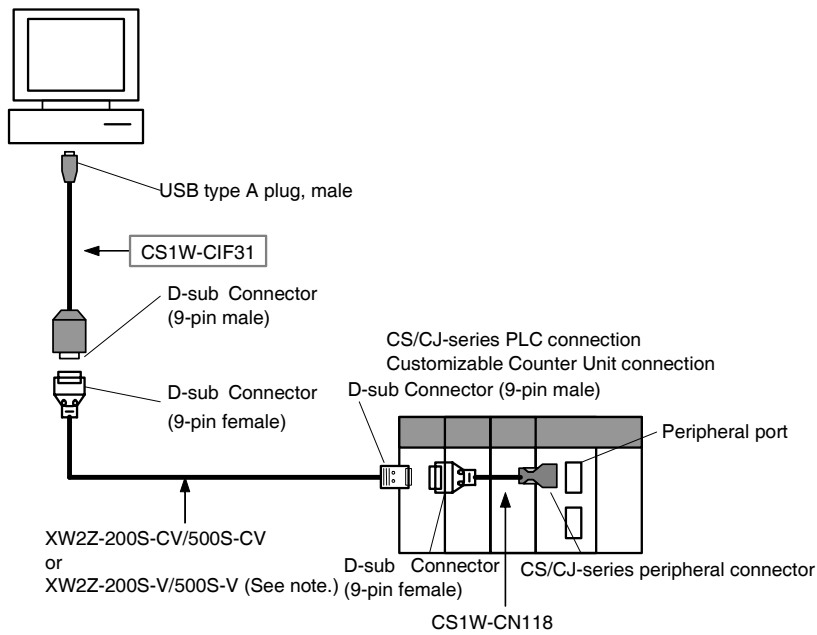 USB type A plug, male
CS1W-CIF31
D-sub Connector
(9-pin male)
CS/CJ-series PLC connection
Customizable Counter Unit connection
D-sub Connector (9-pin male)
D-sub Connector
(9-pin female)
Peripheral port
XW2Z-200S-CV/500S-CV
or
XW2Z-200S-V/500S-V (See note.)
D-sub Connector
(9-pin female)
CS/CJ-series peripheral connector
CS1W-CN118